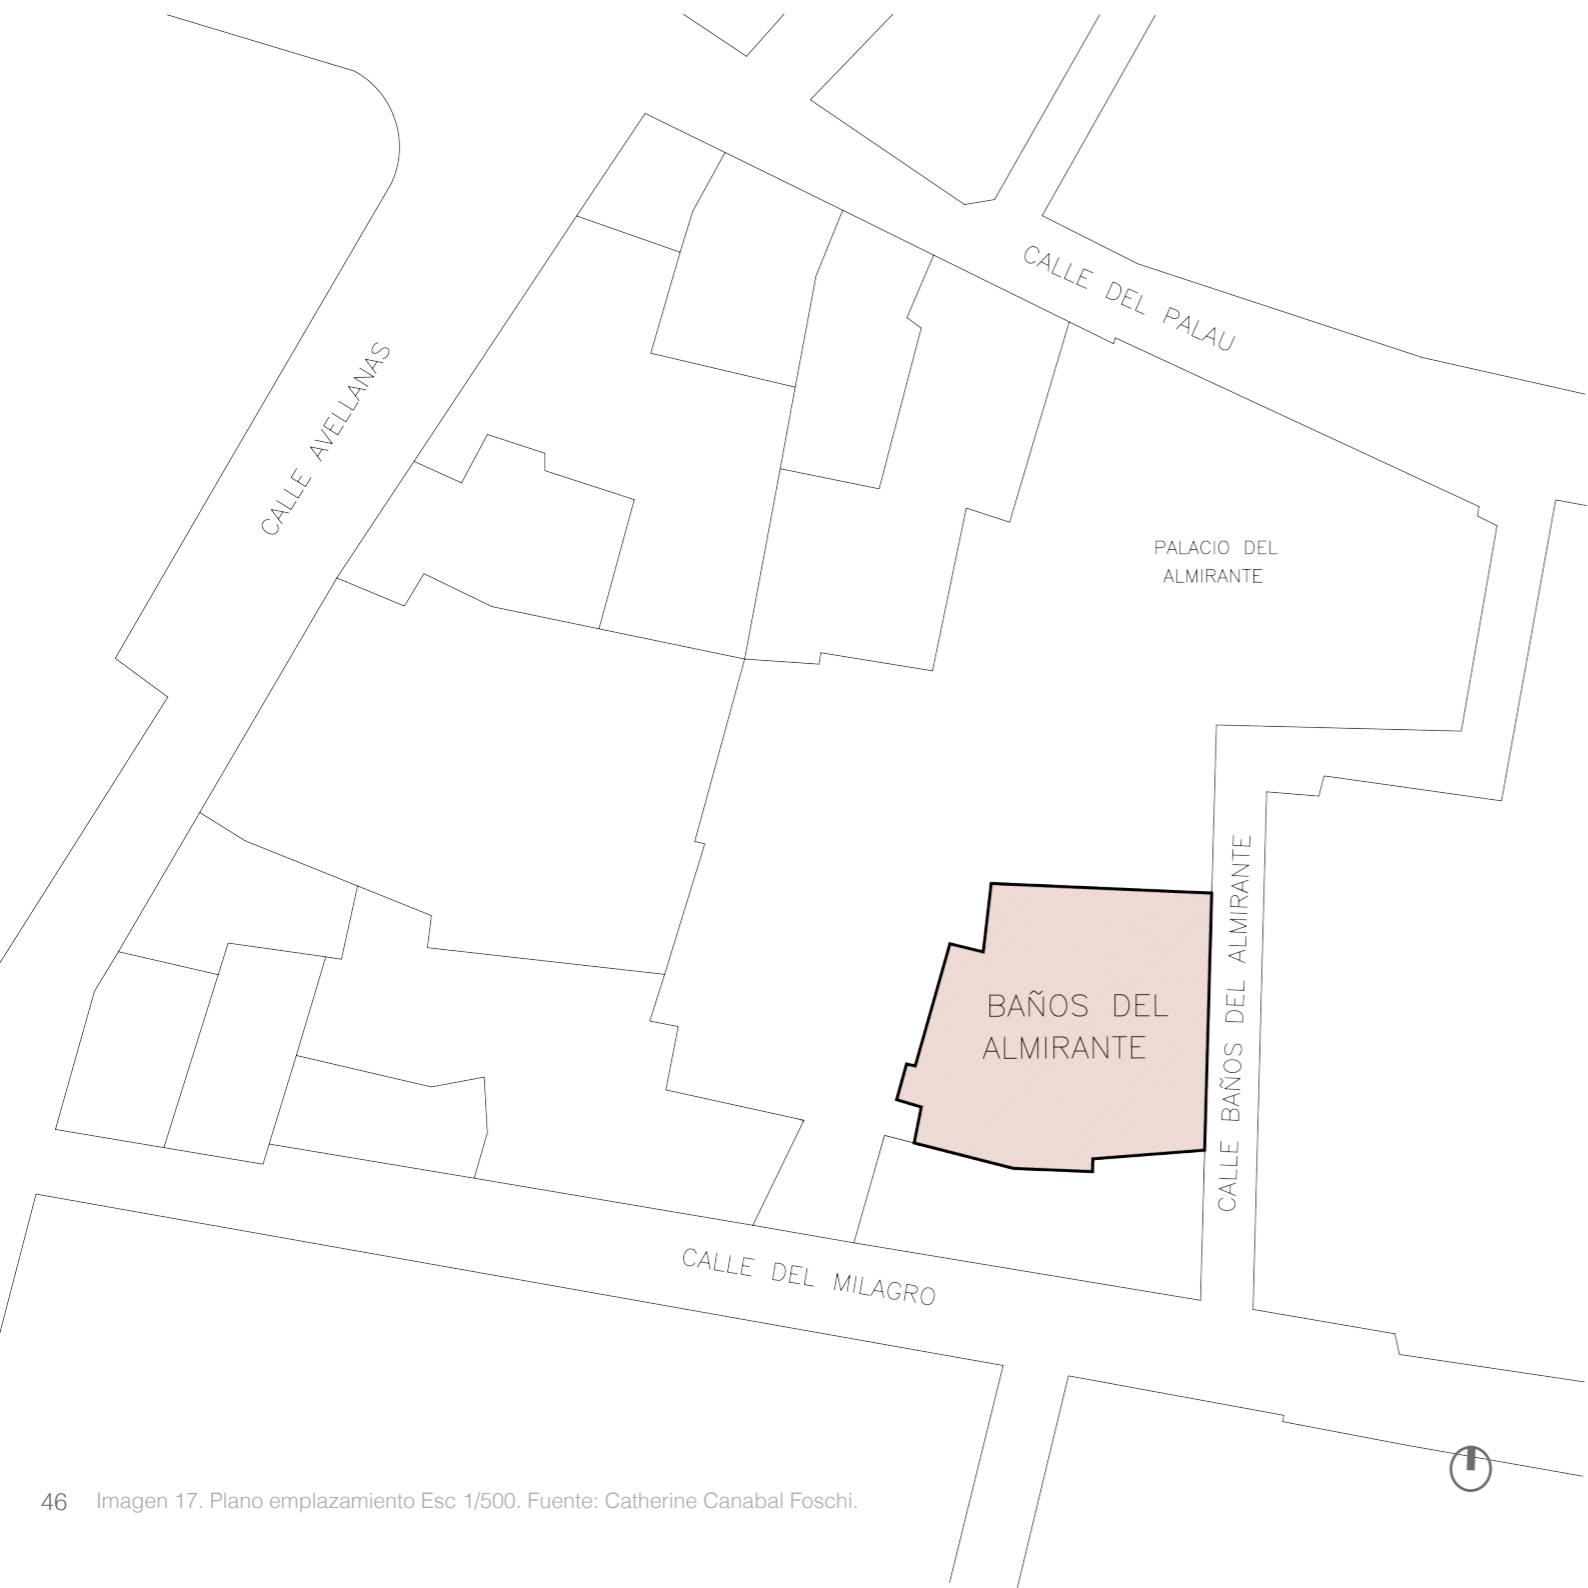 CALLE DEL PALAU
CALLE AVELLANAS
PALACIO DEL
ALMIRANTE
BAÑOS DEL
ALMIRANTE
CALLE BAÑOS DEL ALMIRANTE
CALLE DEL MILAGRO
46 Imagen 17. Plano emplazamiento Esc 1/500. Fuente: Catherine Canabal Foschi.